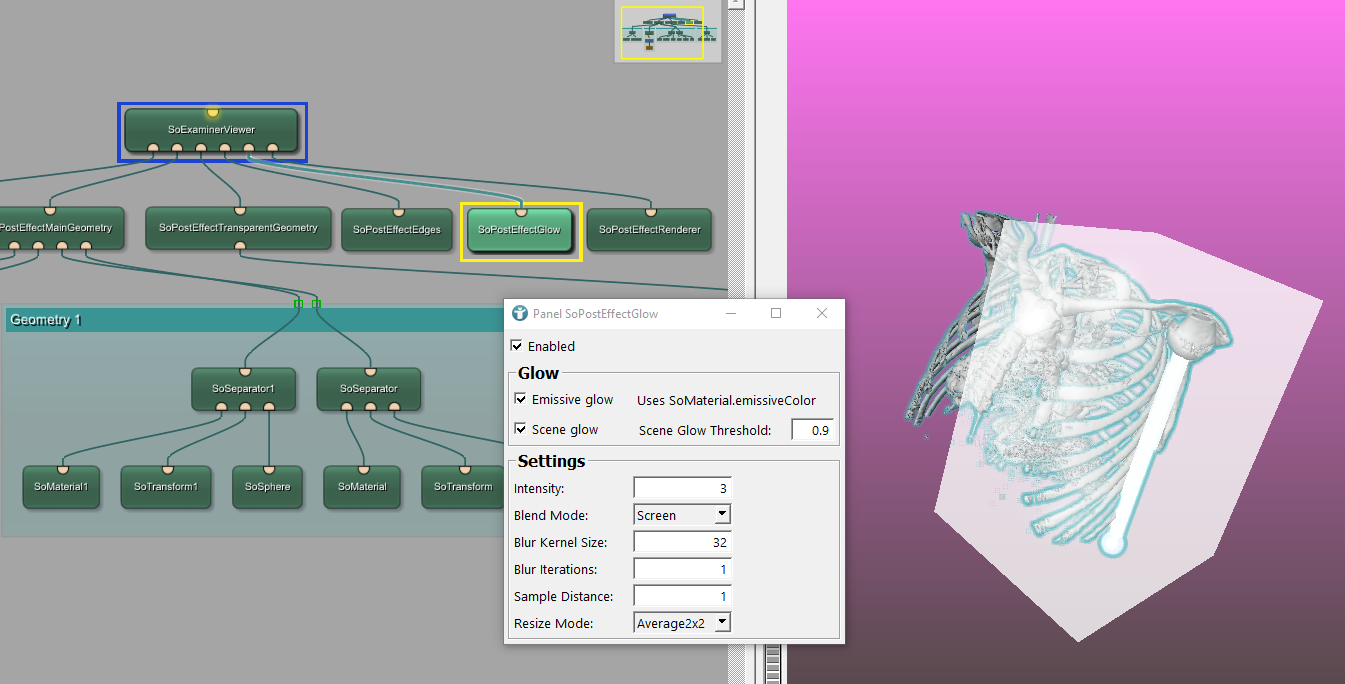 SoExaminerViewer
PostEffectMainGeometry
SoPostEffectTransparentGeometry
SoPostEffectEdges
SoPostEffectGlow
SoPostEffectRenderer
Geometry 1
SoSeparator1
SoSeparator
SoMaterial1
SoTransform1
SoSphere
SoMaterial
SoTransform
Panel SoPostEffectGlow
Enabled
Glow
Emissive glow Uses SoMaterial.emissiveColor
Scene glow Scene Glow Threshold: 0.9
Settings
Intensity: 3
Blend Mode: Screen
Blur Kernel Size: 32
Blur Iterations: 1
Sample Distance: 1
Resize Mode: Average2x2